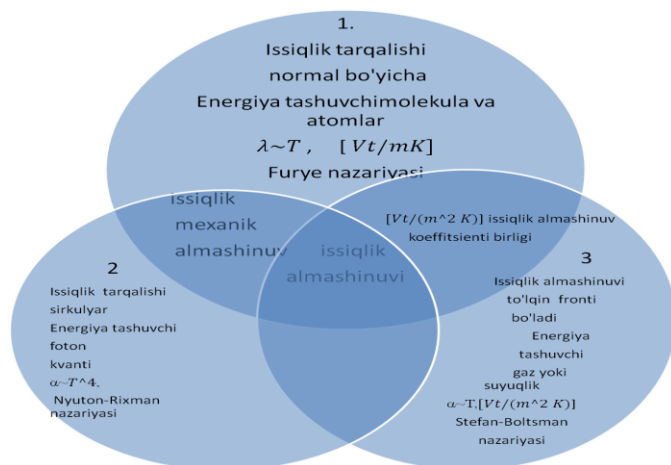 1.
Issiqlik tarqalishi
normal bo'yicha
Energiya tashuvchimolekula va
atomlar
λ~T , [Vt/mK]
Furye nazariyasi
issiqlik
mexanik
almashinuv
[Vt/(m^2 K)] issiqlik almashinuv
koeffitsienti birligi
issiqlik
almashinuvi
2
Issiqlik tarqalishi
sirkulyar
Energiya tashuvchi
foton
kvanti
α~T^4,
Nyuton-Rixman
nazariyasi
3
Issiqlik almashinuvi
to'lqin fronti
bo'ladi
Energiya
tashuvchi
gaz yoki
suyuqlik
α~T,[Vt/(m^2 K)]
Stefan-Boltsman
nazariyasi